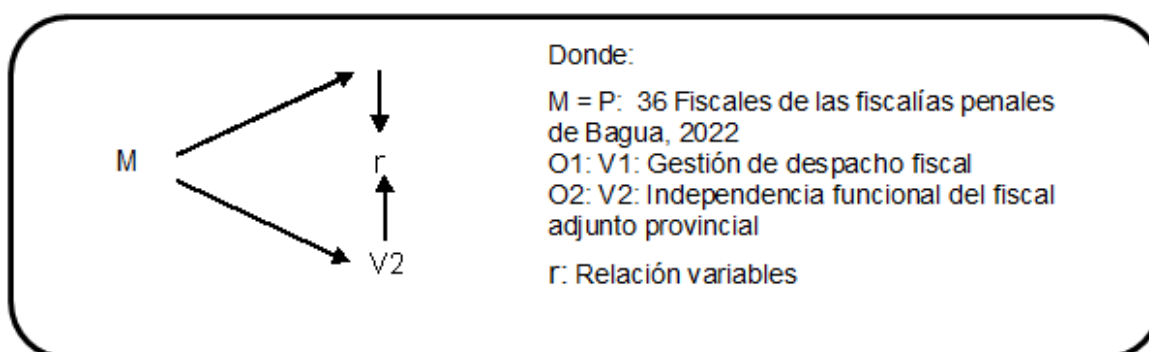 M
r
V2
Donde:
M = P: 36 Fiscales de las fiscalías penales
de Bagua, 2022
O1: V1: Gestión de despacho fiscal
O2: V2: Independencia funcional del fiscal
adjunto provincial
r: Relación variables